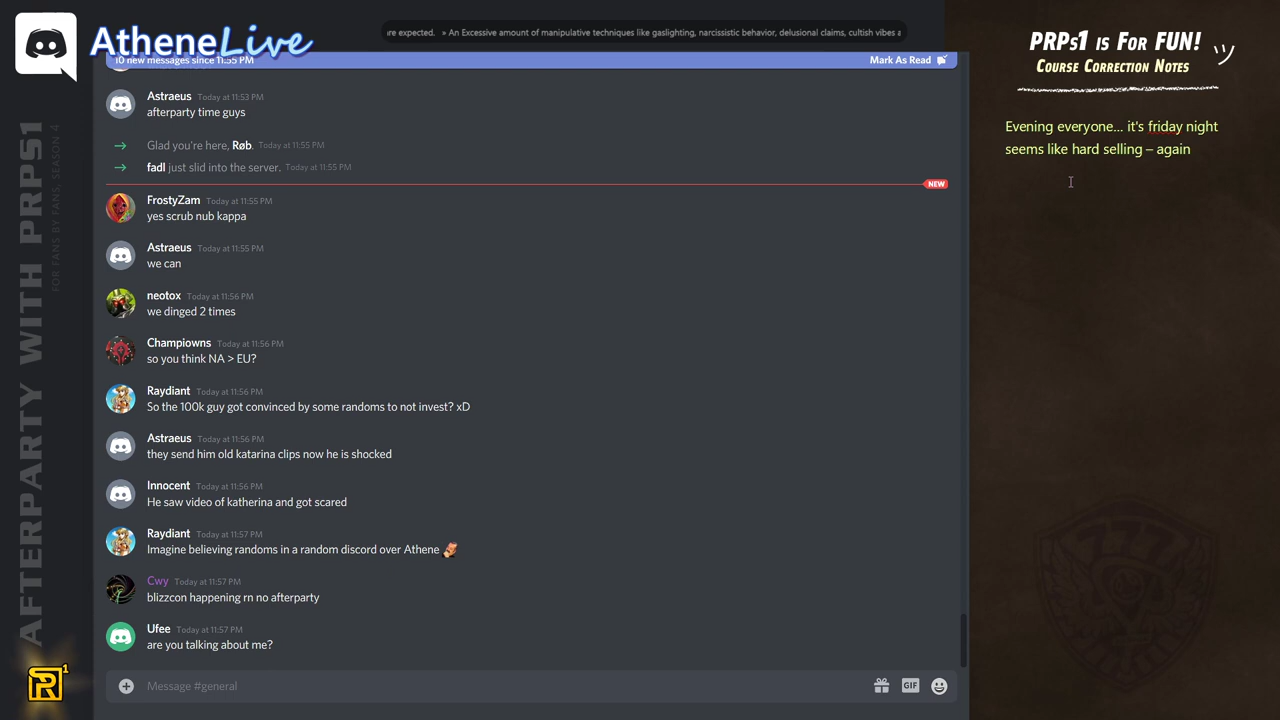 AtheneLive
are expected. » An Excessive amount of manipulative techniques like gaslighting, narcissistic behavior, delusional claims, cultish vibes a
PRPs1 is For FUN!
Course Correction Notes
ツ
10 new messages since 11:55 PM
Mark As Read
Astraeus Today at 11:53 PM
afterparty time guys
Glad you're here, Røb. Today at 11:55 PM
fadl just slid into the server. Today at 11:55 PM
NEW
FrostyZam Today at 11:55 PM
yes scrub nub kappa
Astraeus Today at 11:55 PM
we can
neotox Today at 11:56 PM
we dinged 2 times
Champiowns Today at 11:56 PM
so you think NA > EU?
Raydiant Today at 11:56 PM
So the 100k guy got convinced by some randoms to not invest? xD
Astraeus Today at 11:56 PM
they send him old katarina clips now he is shocked
Innocent Today at 11:56 PM
He saw video of katherina and got scared
Raydiant Today at 11:57 PM
Imagine believing randoms in a random discord over Athene
Cwy Today at 11:57 PM
blizzcon happening rn no afterparty
Ufee Today at 11:57 PM
are you talking about me?
Message #general
GIF
Evening everyone... it's friday night
seems like hard selling – again
AFTERPARTY WITH PRPS1
FOR FANS BY FANS, SEASON 4
R1